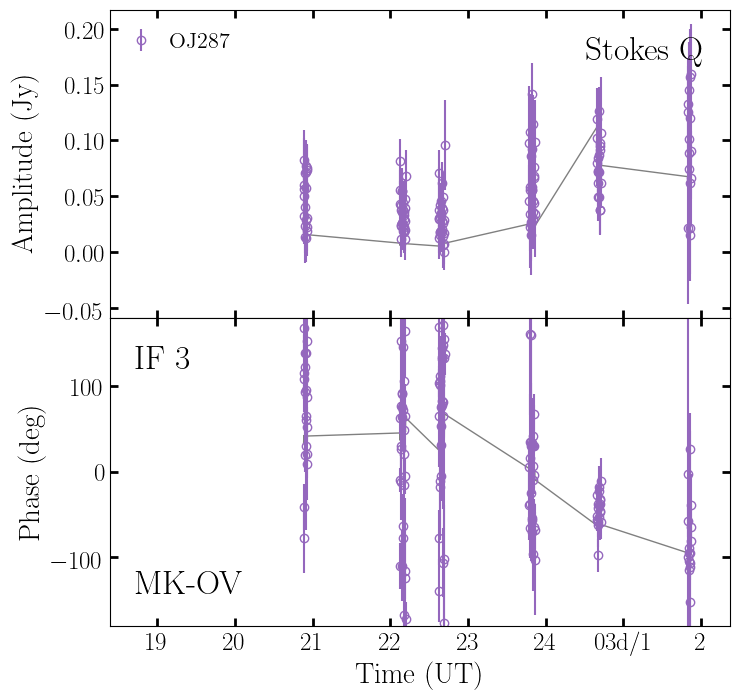 OJ287
Stokes Q
0.20
0.15
0.10
0.05
0.00
−0.05
Amplitude (Jy)
IF 3
100
0
−100
Phase (deg)
MK-OV
19 20 21 22 23 24 03d/1 2
Time (UT)